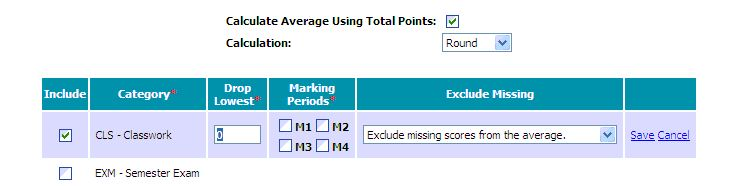 Calculate Average Using Total Points:
Calculation: Round
Include Category* Drop Lowest* Marking Periods* Exclude Missing
CLS - Classwork 0 M1 M2 Exclude missing scores from the average. Save Cancel
M3 M4
EXM - Semester Exam